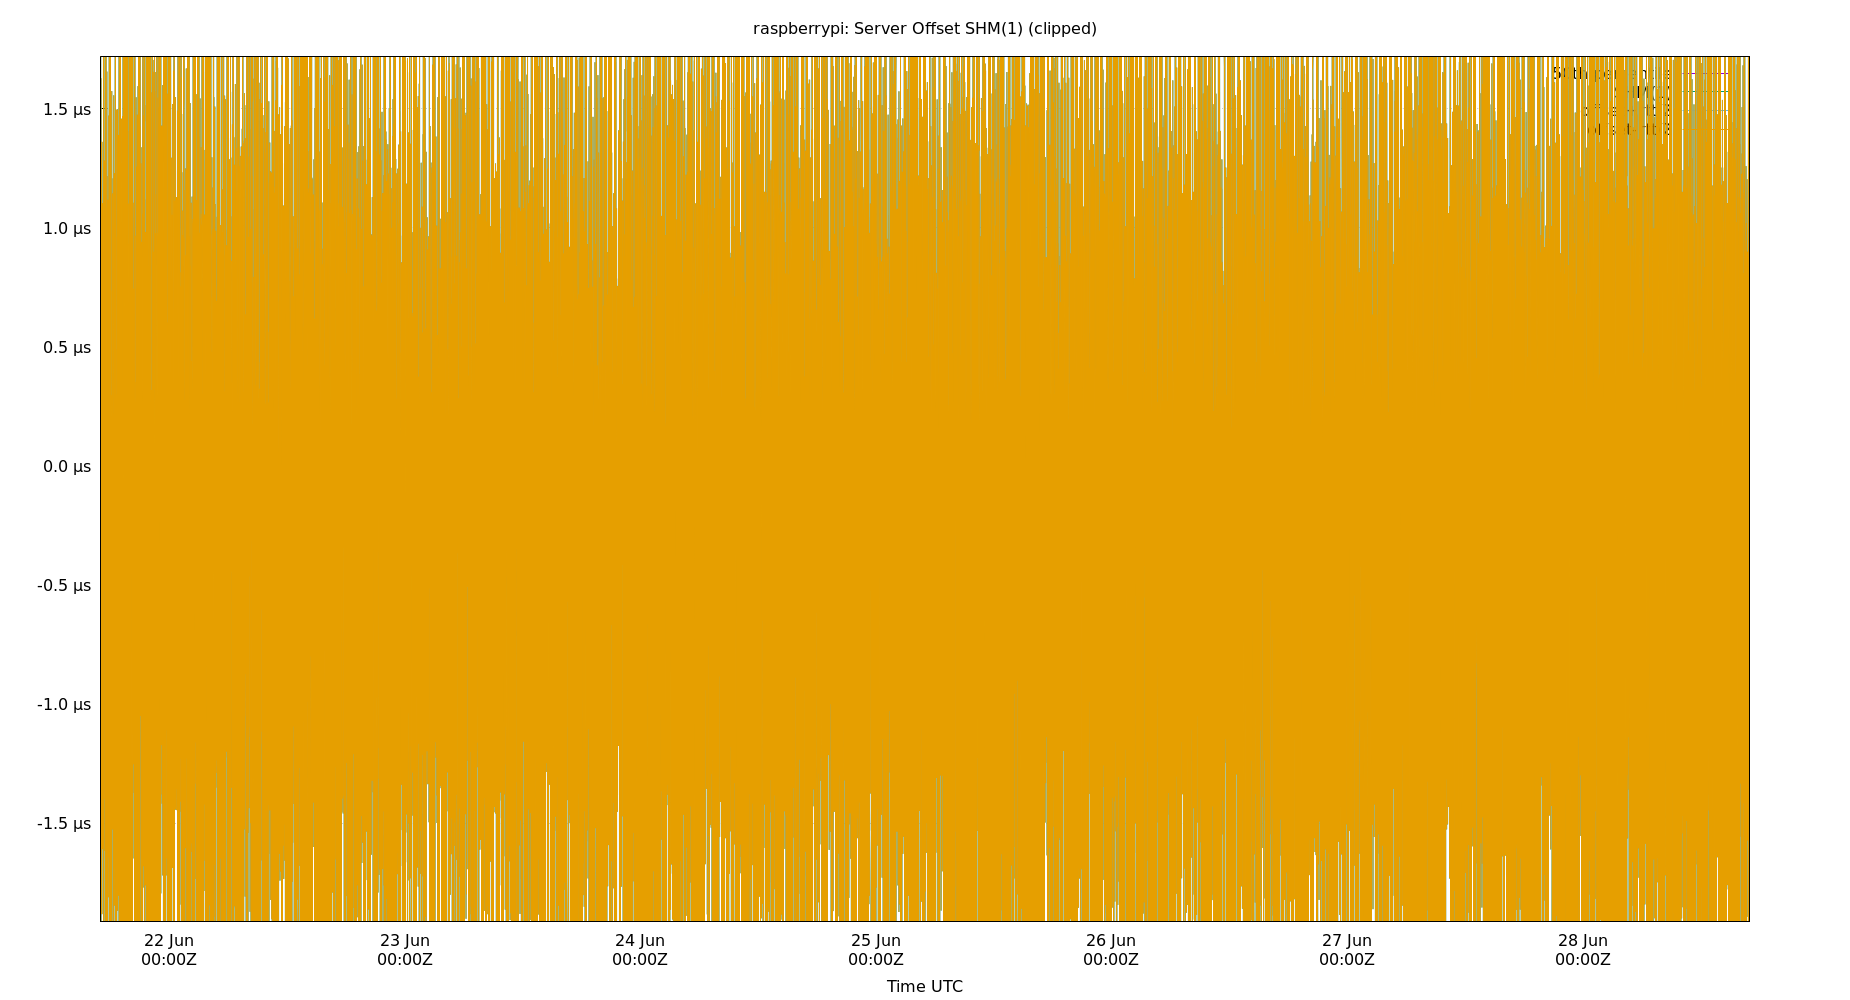 raspberrypi: Server Offset SHM(1) (clipped)
1.5 µs
1.0 µs
0.5 µs
0.0 µs
-0.5 µs
-1.0 µs
-1.5 µs
22 Jun 23 Jun 24 Jun 25 Jun 26 Jun 27 Jun 28 Jun
00:00Z 00:00Z 00:00Z 00:00Z 00:00Z 00:00Z 00:00Z
Time UTC